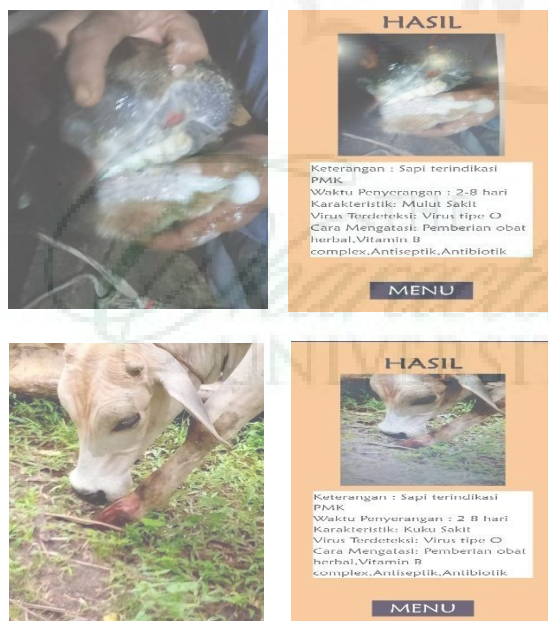 HASIL
Keterangan : Sapi terindikasi
PMK
Waktu Penyerangan : 2-8 hari
Karakteristik: Mulut Sakit
Virus Terdeteksi: Virus tipe O
Cara Mengatasi: Pemberian obat
herbal,Vitamin B
complex,Antiseptik,Antibiotik
MENU
HASIL
Keterangan : Sapi terindikasi
PMK
Waktu Penyerangan : 2 8 hari
Karakteristik: Kuku Sakit
Virus Terdeteksi: Virus tipe O
Cara Mengatasi: Pemberian obat
herbal,Vitamin B
complex,Antiseptik,Antibiotik
MENU